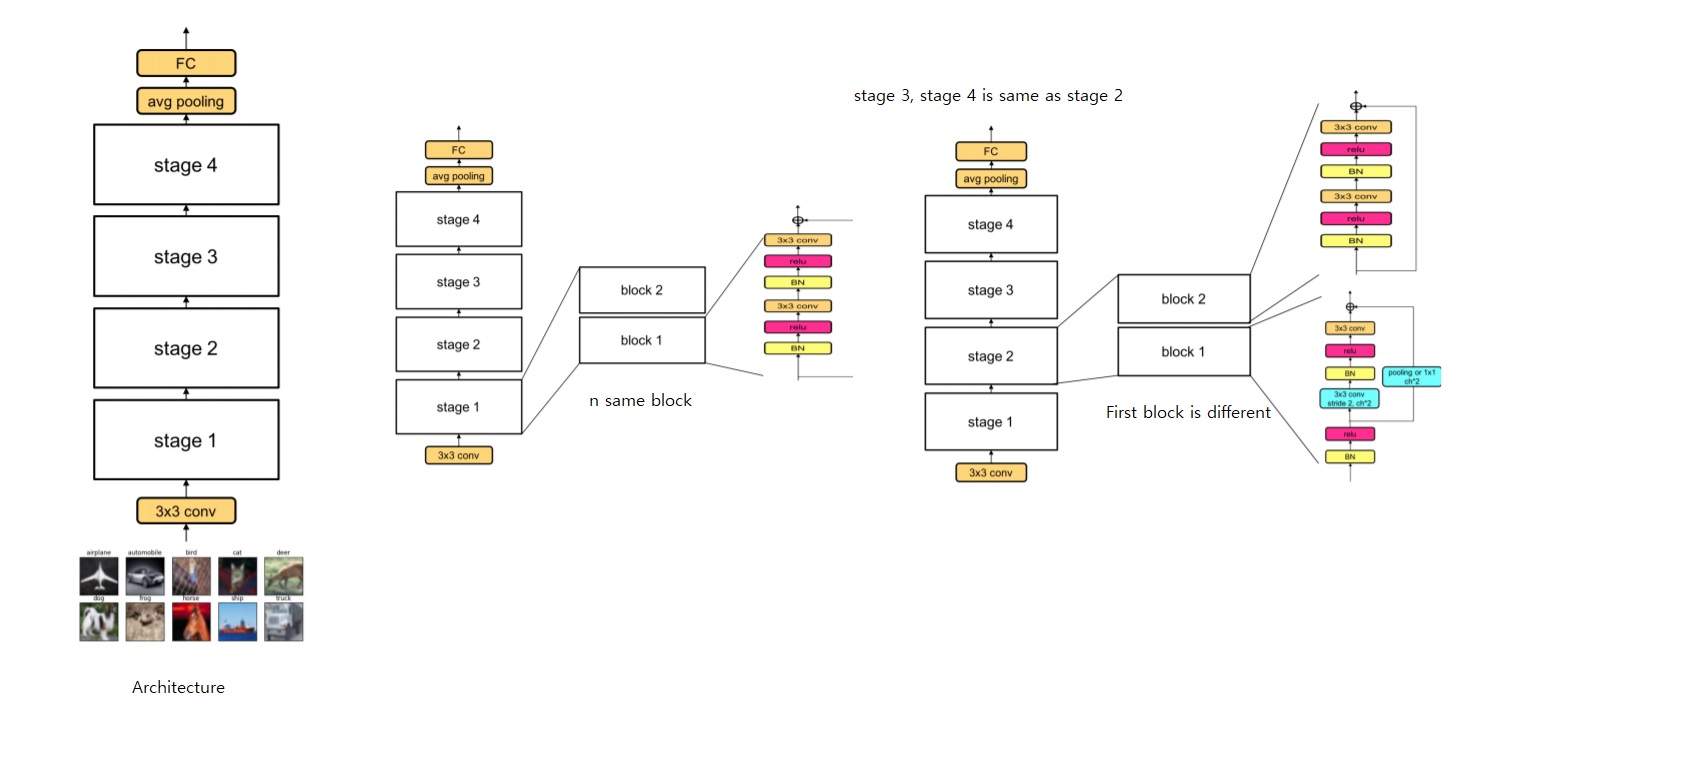 FC
avg pooling
stage 4
stage 3
stage 2
stage 1
3x3 conv
airplane automobile bird cat deer
dog frog horse ship truck
Architecture
FC
avg pooling
stage 4
stage 3
stage 2
stage 1
3x3 conv
block 2
block 1
n same block
3x3 conv
relu
BN
3x3 conv
relu
BN
stage 3, stage 4 is same as stage 2
FC
avg pooling
stage 4
stage 3
stage 2
stage 1
3x3 conv
block 2
block 1
First block is different
3x3 conv
relu
BN
3x3 conv
relu
BN
3x3 conv
relu
BN
pooling or 1x1
ch*2
3x3 conv
stride 2, ch*2
relu
BN